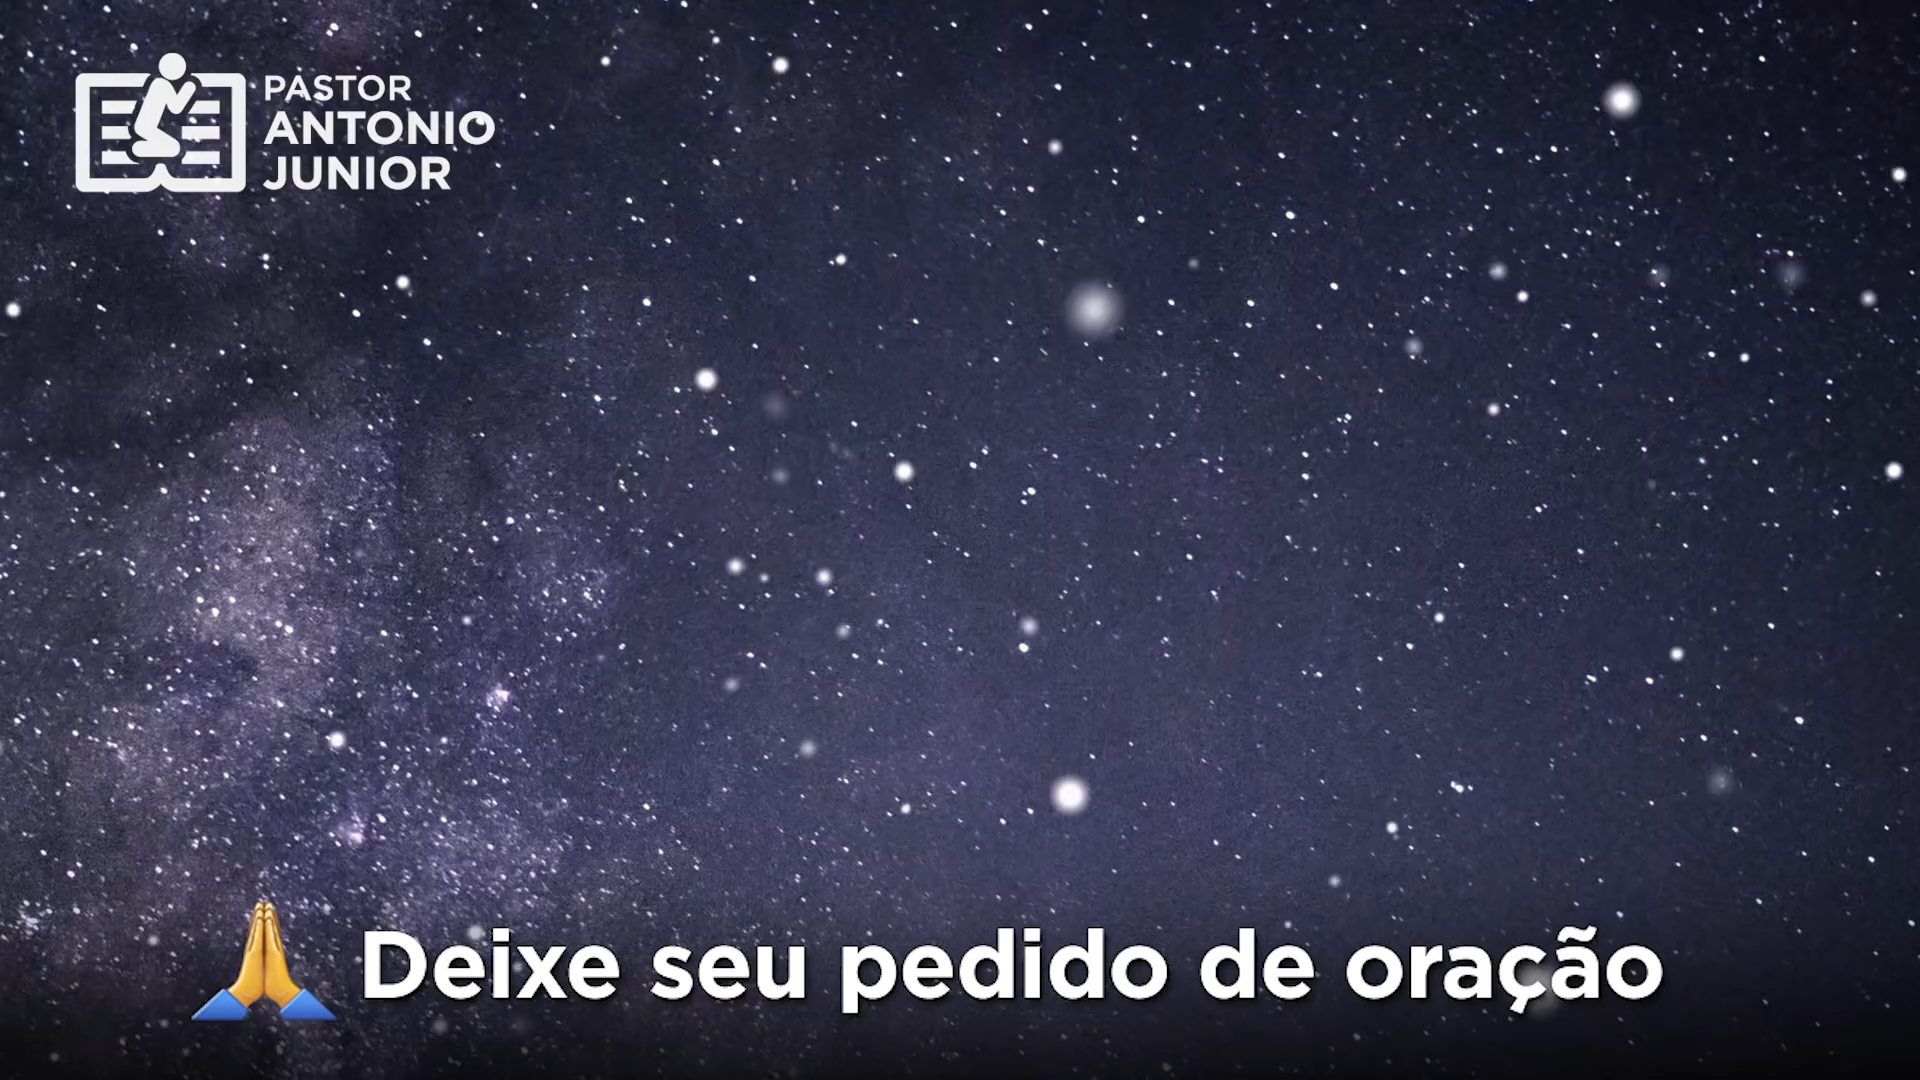 PASTOR
ANTONIO
JUNIOR
🙏 Deixe seu pedido de oração